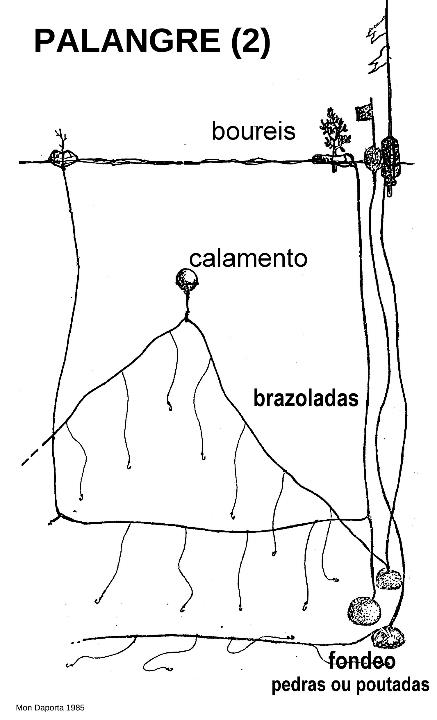 PALANGRE (2)
boureis
calamento
brazoladas
fondeo
pedras ou poutadas
Mon Daporta 1985